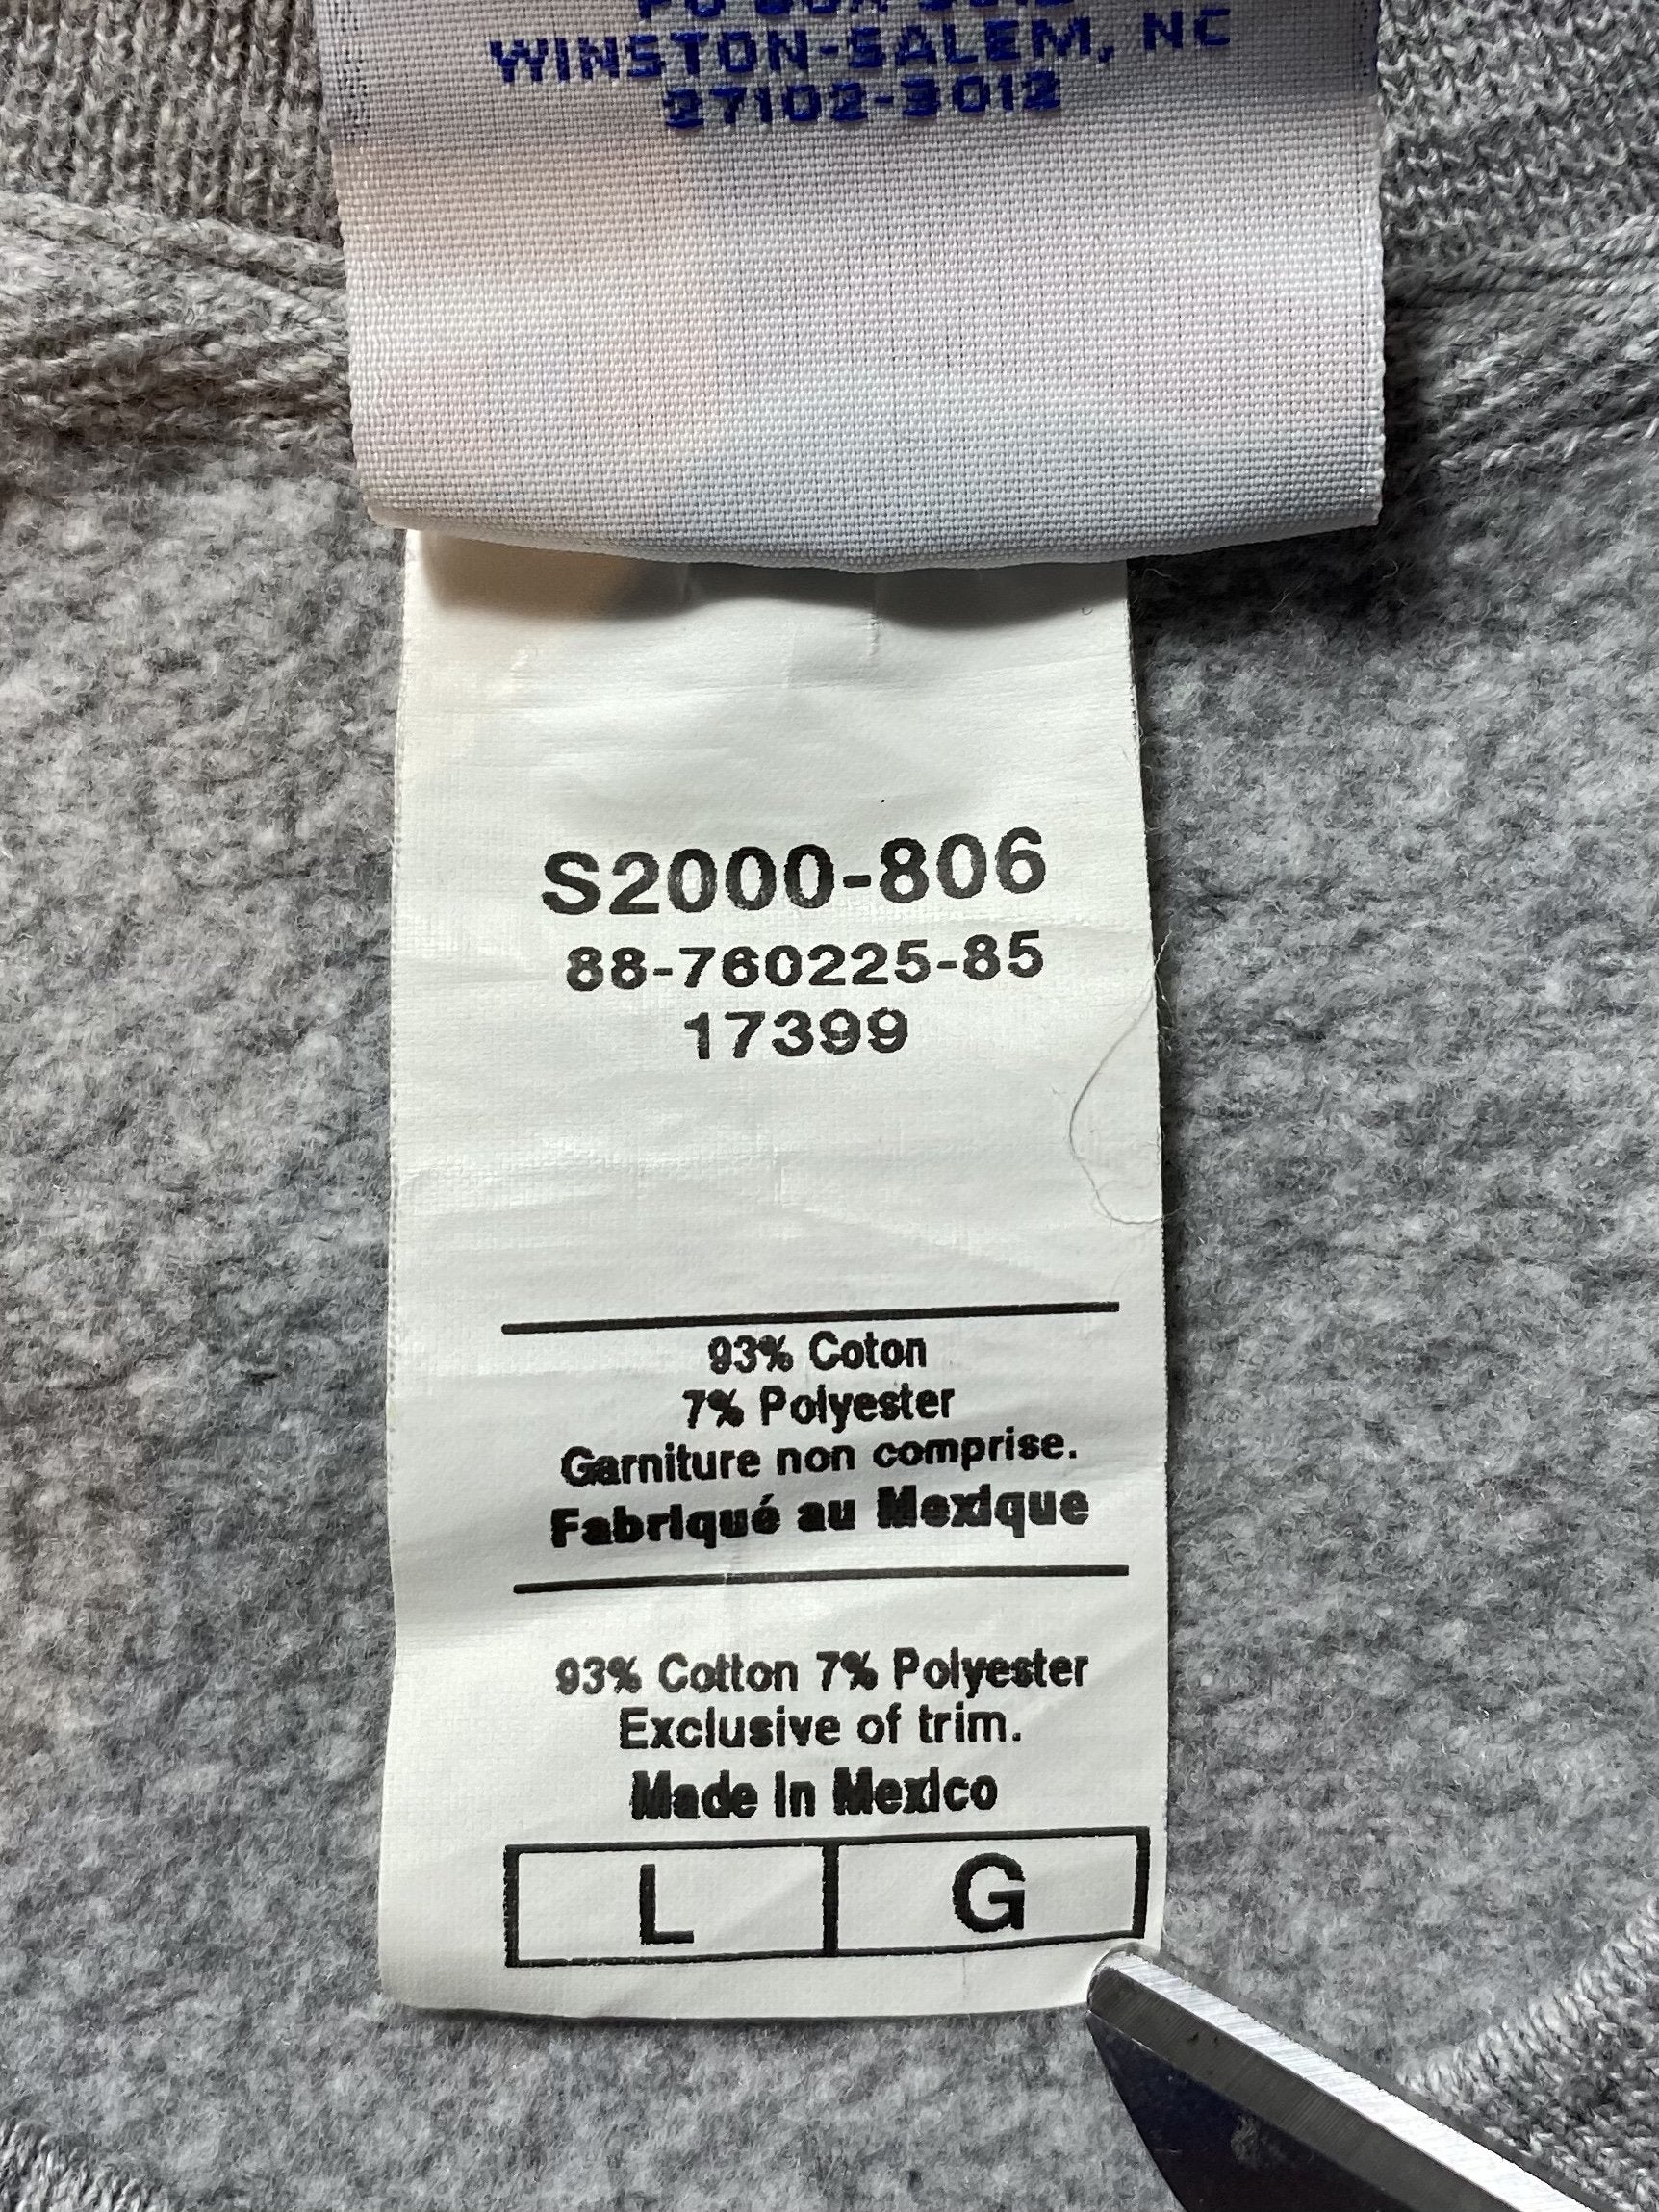 WINSTON-SALEM, NC
27102-3012
S2000-806
88-760225-85
17399
93% Coton
7% Polyester
Garniture non comprise.
Fabriqué au Mexique
93% Cotton 7% Polyester
Exclusive of trim.
Made in Mexico
L G